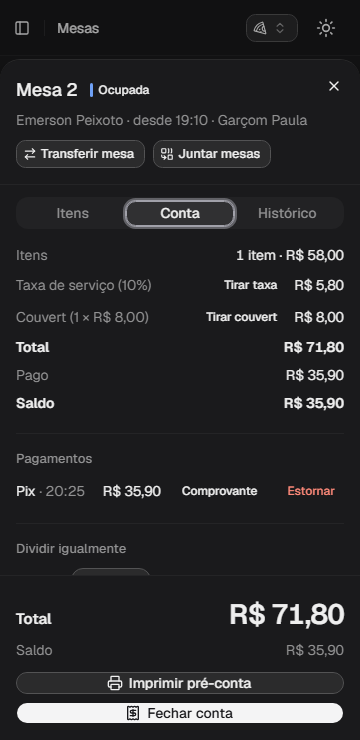 Mesas
Mesa 2 Ocupada
Emerson Peixoto · desde 19:10 · Garçom Paula
Transferir mesa Juntar mesas
Itens Conta Histórico
Itens 1 item · R$ 58,00
Taxa de serviço (10%) Tirar taxa R$ 5,80
Couvert (1 × R$ 8,00) Tirar couvert R$ 8,00
Total R$ 71,80
Pago R$ 35,90
Saldo R$ 35,90
Pagamentos
Pix · 20:25 R$ 35,90 Comprovante Estornar
Dividir igualmente
Total R$ 71,80
Saldo R$ 35,90
Imprimir pré-conta
Fechar conta